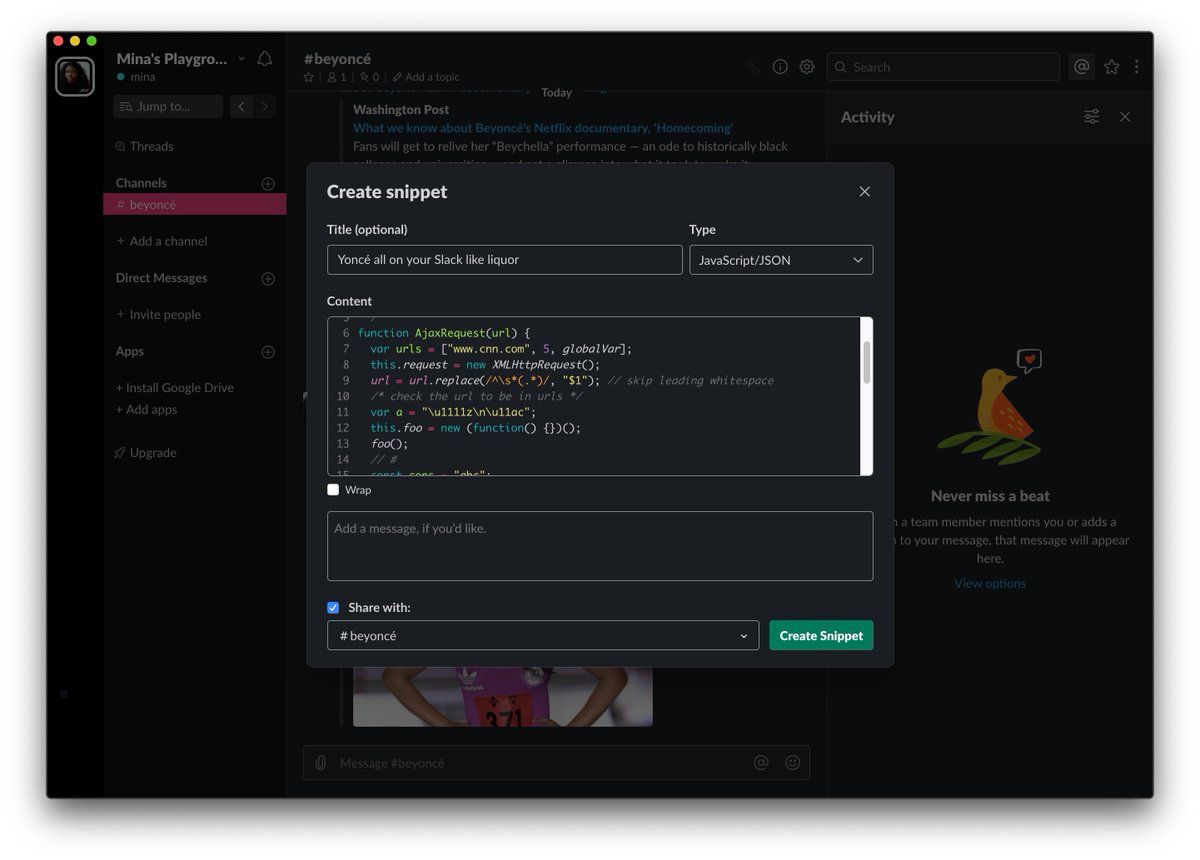 Mina's Playgro...
mina
Jump to...
Threads
Channels
# beyoncé
+ Add a channel
Direct Messages
+ Invite people
Apps
+ Install Google Drive
+ Add apps
Upgrade
#beyoncé
1 | 0 | Add a topic
Search
Today
Washington Post
What we know about Beyoncé's Netflix documentary, 'Homecoming'
Fans will get to relive her “Beychella” performance — an ode to historically black
Create snippet
Title (optional)
Type
Yoncé all on your Slack like liquor
JavaScript/JSON
Content
6 function AjaxRequest(url) {
7 var urls = ["www.cnn.com", 5, globalVar];
8 this.request = new XMLHttpRequest();
9 url = url.replace(/^\s*(.*)/, "$1"); // skip leading whitespace
10 /* check the url to be in urls */
11 var a = "\u1111z\n\u11ac";
12 this.foo = new (function() {})();
13 foo();
14 // #
15 const cons = "abc";
Wrap
Add a message, if you’d like.
Share with:
# beyoncé
Create Snippet
371
Message #beyoncé
Activity
Never miss a beat
a team member mentions you or adds a
to your message, that message will appear
here.
View options